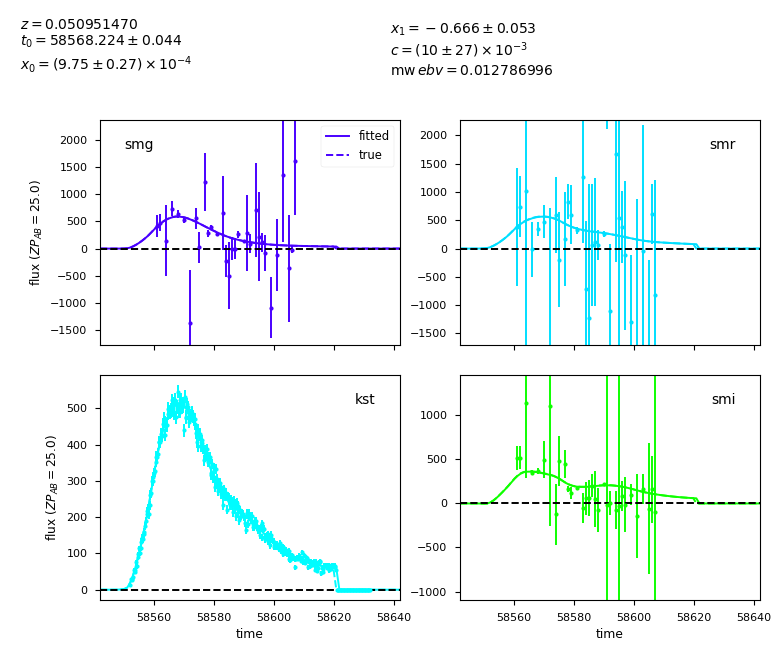 z = 0.050951470
t₀ = 58568.224 ± 0.044
x₀ = (9.75 ± 0.27) × 10⁻⁴
x₁ = −0.666 ± 0.053
c = (10 ± 27) × 10⁻³
mw ebv = 0.012786996
smg
fitted
true
2000
1500
1000
500
0
−500
−1000
−1500
flux (ZP_AB = 25.0)
smr
2000
1500
1000
500
0
−500
−1000
−1500
kst
500
400
300
200
100
0
flux (ZP_AB = 25.0)
58560 58580 58600 58620 58640
time
smi
1000
500
0
−500
−1000
58560 58580 58600 58620 58640
time